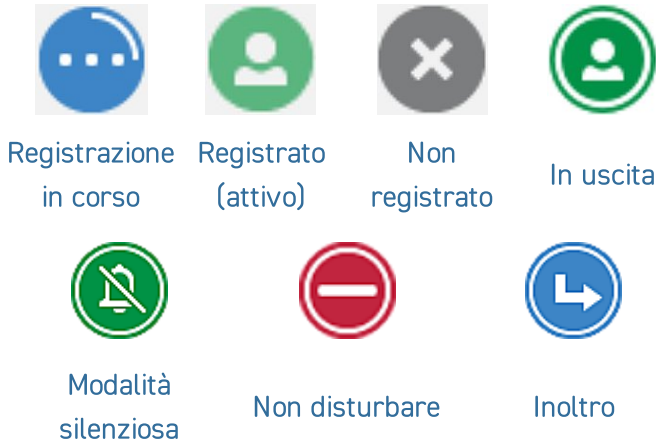 Registrazione
in corso
Registrato
(attivo)
Non
registrato
In uscita
Modalità
silenziosa
Non disturbare
Inoltro